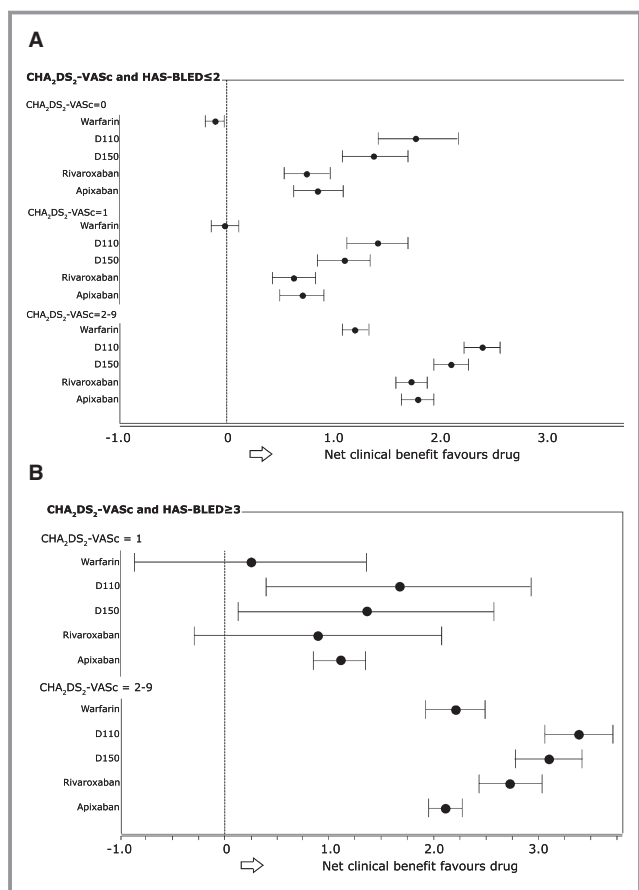 A
CHA₂DS₂-VASc and HAS-BLED≤2
CHA₂DS₂-VASc=0
Warfarin
D110
D150
Rivaroxaban
Apixaban
CHA₂DS₂-VASc=1
Warfarin
D110
D150
Rivaroxaban
Apixaban
CHA₂DS₂-VASc=2-9
Warfarin
D110
D150
Rivaroxaban
Apixaban
-1.0 0 1.0 2.0 3.0
Net clinical benefit favours drug
B
CHA₂DS₂-VASc and HAS-BLED≥3
CHA₂DS₂-VASc = 1
Warfarin
D110
D150
Rivaroxaban
Apixaban
CHA₂DS₂-VASc = 2-9
Warfarin
D110
D150
Rivaroxaban
Apixaban
-1.0 0 1.0 2.0 3.0
Net clinical benefit favours drug